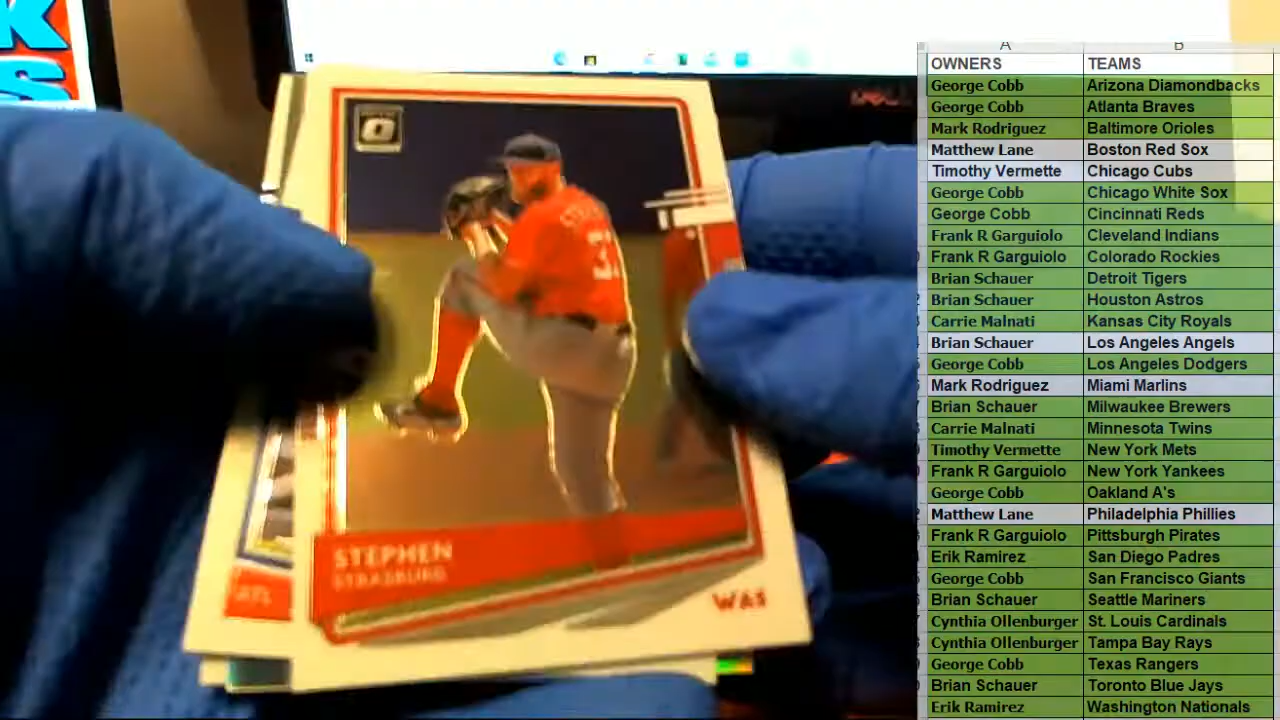 A B
OWNERS TEAMS
George Cobb Arizona Diamondbacks
George Cobb Atlanta Braves
Mark Rodriguez Baltimore Orioles
Matthew Lane Boston Red Sox
Timothy Vermette Chicago Cubs
George Cobb Chicago White Sox
George Cobb Cincinnati Reds
Frank R Garguiolo Cleveland Indians
Frank R Garguiolo Colorado Rockies
Brian Schauer Detroit Tigers
Brian Schauer Houston Astros
Carrie Malnati Kansas City Royals
Brian Schauer Los Angeles Angels
George Cobb Los Angeles Dodgers
Mark Rodriguez Miami Marlins
Brian Schauer Milwaukee Brewers
Carrie Malnati Minnesota Twins
Timothy Vermette New York Mets
Frank R Garguiolo New York Yankees
George Cobb Oakland A's
Matthew Lane Philadelphia Phillies
Frank R Garguiolo Pittsburgh Pirates
Erik Ramirez San Diego Padres
George Cobb San Francisco Giants
Brian Schauer Seattle Mariners
Cynthia Ollenburger St. Louis Cardinals
Cynthia Ollenburger Tampa Bay Rays
George Cobb Texas Rangers
Brian Schauer Toronto Blue Jays
Erik Ramirez Washington Nationals
STEPHEN
STRASBURG
WAS
ATL